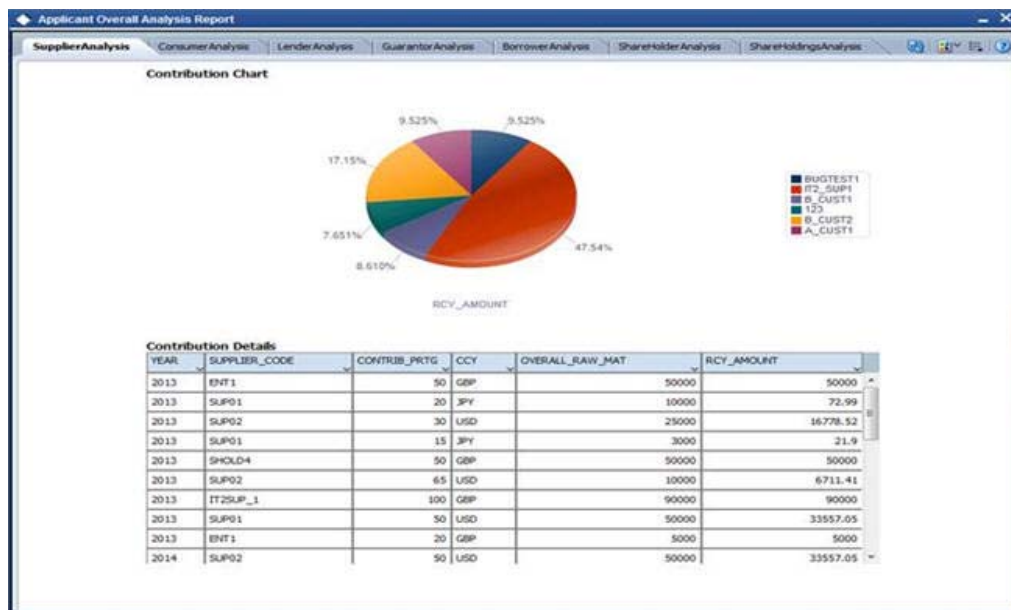 Applicant Overall Analysis Report
SupplierAnalysis ConsumerAnalysis LenderAnalysis GuarantorAnalysis BorrowerAnalysis ShareHolderAnalysis ShareHoldingsAnalysis
Contribution Chart
9.525% 9.525%
17.15%
7.651%
8.610%
47.54%
BUGTEST1
IT2_SUP1
B_CUST1
123
B_CUST2
A_CUST1
RCY_AMOUNT
Contribution Details
YEAR SUPPLIER_CODE CONTRIB_PRTG CCY OVERALL_RAW_MAT RCY_AMOUNT
2013 ENT1 50 GBP 50000 50000
2013 SUP01 20 JPY 10000 72.99
2013 SUP02 30 USD 25000 16778.52
2013 SUP01 15 JPY 3000 21.9
2013 SHOLD4 50 GBP 50000 50000
2013 SUP02 65 USD 10000 6711.41
2013 IT2SUP_1 100 GBP 90000 90000
2013 SUP01 50 USD 50000 33557.05
2013 ENT1 20 GBP 5000 5000
2014 SUP02 50 USD 50000 33557.05